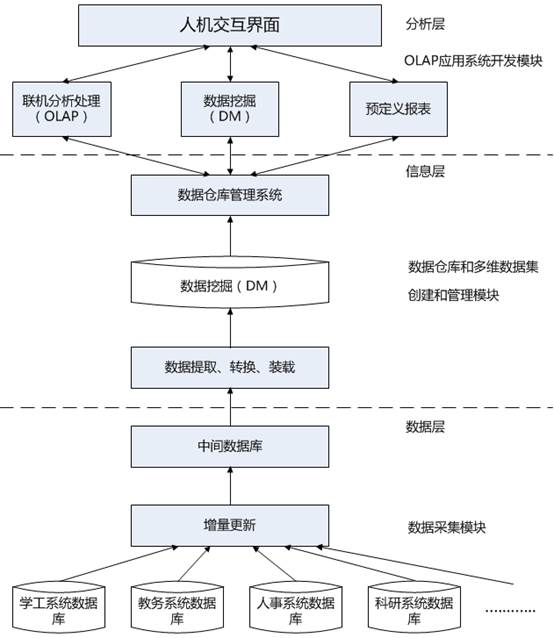 人机交互界面
分析层
OLAP应用系统开发模块
联机分析处理
（OLAP）
数据挖掘
（DM）
预定义报表
信息层
数据仓库管理系统
数据仓库和多维数据集
数据挖掘（DM）
创建和管理模块
数据提取、转换、装载
数据层
中间数据库
增量更新
数据采集模块
学工系统数据
库
教务系统数据
库
人事系统数据
库
科研系统数据
库
…………